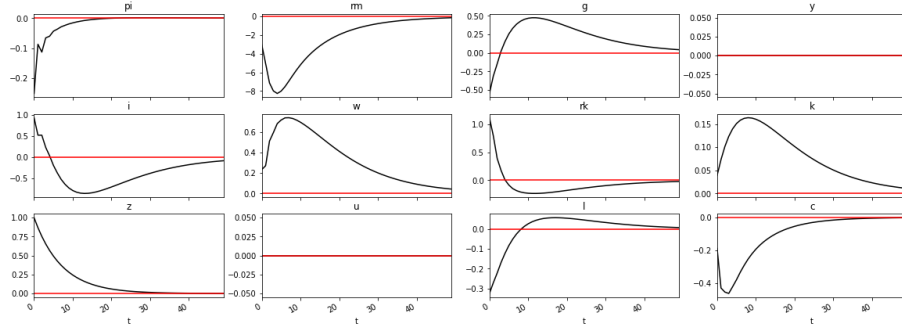 pi rm g y
0.0 0 0.50 0.050
-0.1 −2 0.25 0.025
-0.2 −4 0.00 0.000
−6 −0.25 −0.025
−8 −0.50 −0.050
i w rk k
1.0 0.6 1.0 0.15
0.5 0.4 0.5 0.10
0.0 0.2 0.0 0.05
−0.5 0.0 0.00
z u l c
1.00 0.050 0.0 0.0
0.75 0.025 −0.1 −0.2
0.50 0.000 −0.2 −0.4
0.25 −0.025 −0.3
0.00 −0.050
0 10 20 30 40 0 10 20 30 40 0 10 20 30 40 0 10 20 30 40
t t t t